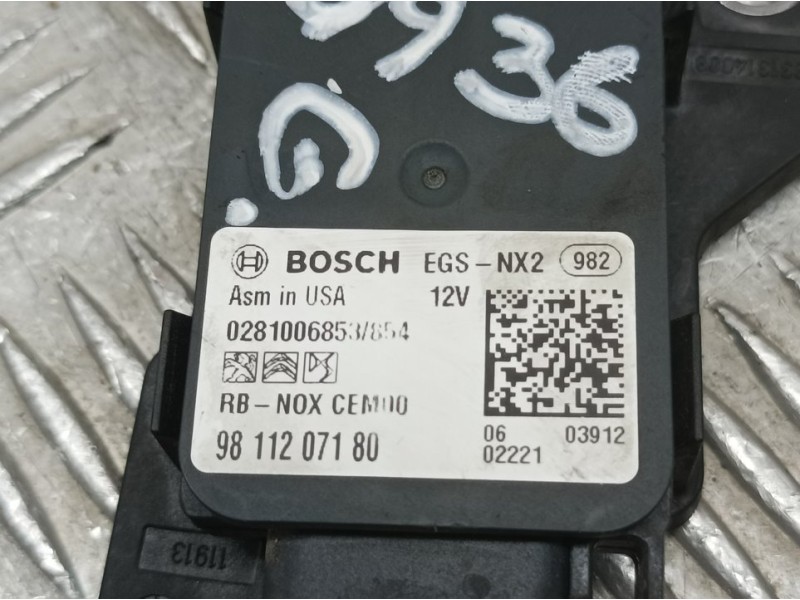 9936
G.
BOSCH EGS-NX2 982
Asm in USA 12V
0281006853/854
RB-NOX CEM00
98 112 071 80
06 03912
02221
11913